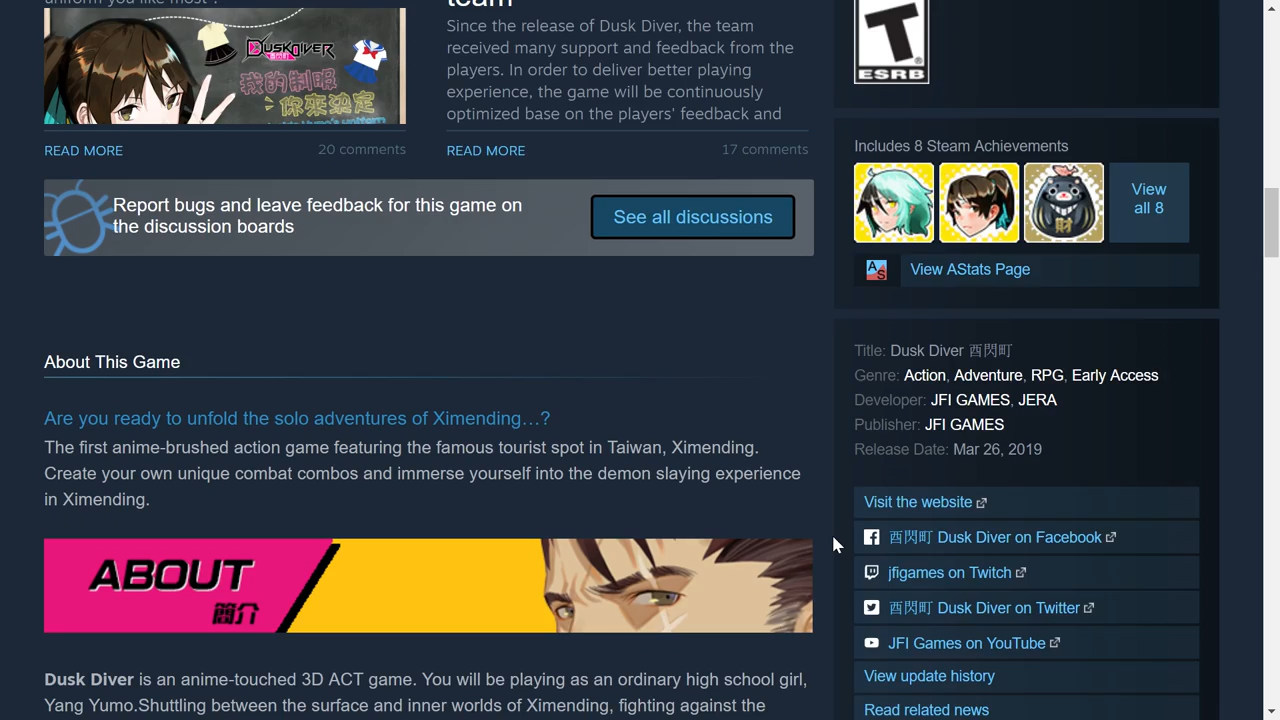 uniform you like most".
DUSKDIVER
我的制服
你來決定
team
Since the release of Dusk Diver, the team
received many support and feedback from the
players. In order to deliver better playing
experience, the game will be continuously
optimized base on the players' feedback and
READ MORE
20 comments
READ MORE
17 comments
Report bugs and leave feedback for this game on
the discussion boards
See all discussions
About This Game
Are you ready to unfold the solo adventures of Ximending…?
The first anime-brushed action game featuring the famous tourist spot in Taiwan, Ximending.
Create your own unique combat combos and immerse yourself into the demon slaying experience
in Ximending.
ABOUT
簡介
Dusk Diver is an anime-touched 3D ACT game. You will be playing as an ordinary high school girl,
Yang Yumo.Shuttling between the surface and inner worlds of Ximending, fighting against the
T
ESRB
Includes 8 Steam Achievements
財
View
all 8
AS
View AStats Page
Title: Dusk Diver 酉閃町
Genre: Action, Adventure, RPG, Early Access
Developer: JFI GAMES, JERA
Publisher: JFI GAMES
Release Date: Mar 26, 2019
Visit the website
酉閃町 Dusk Diver on Facebook
jfigames on Twitch
酉閃町 Dusk Diver on Twitter
JFI Games on YouTube
View update history
Read related news